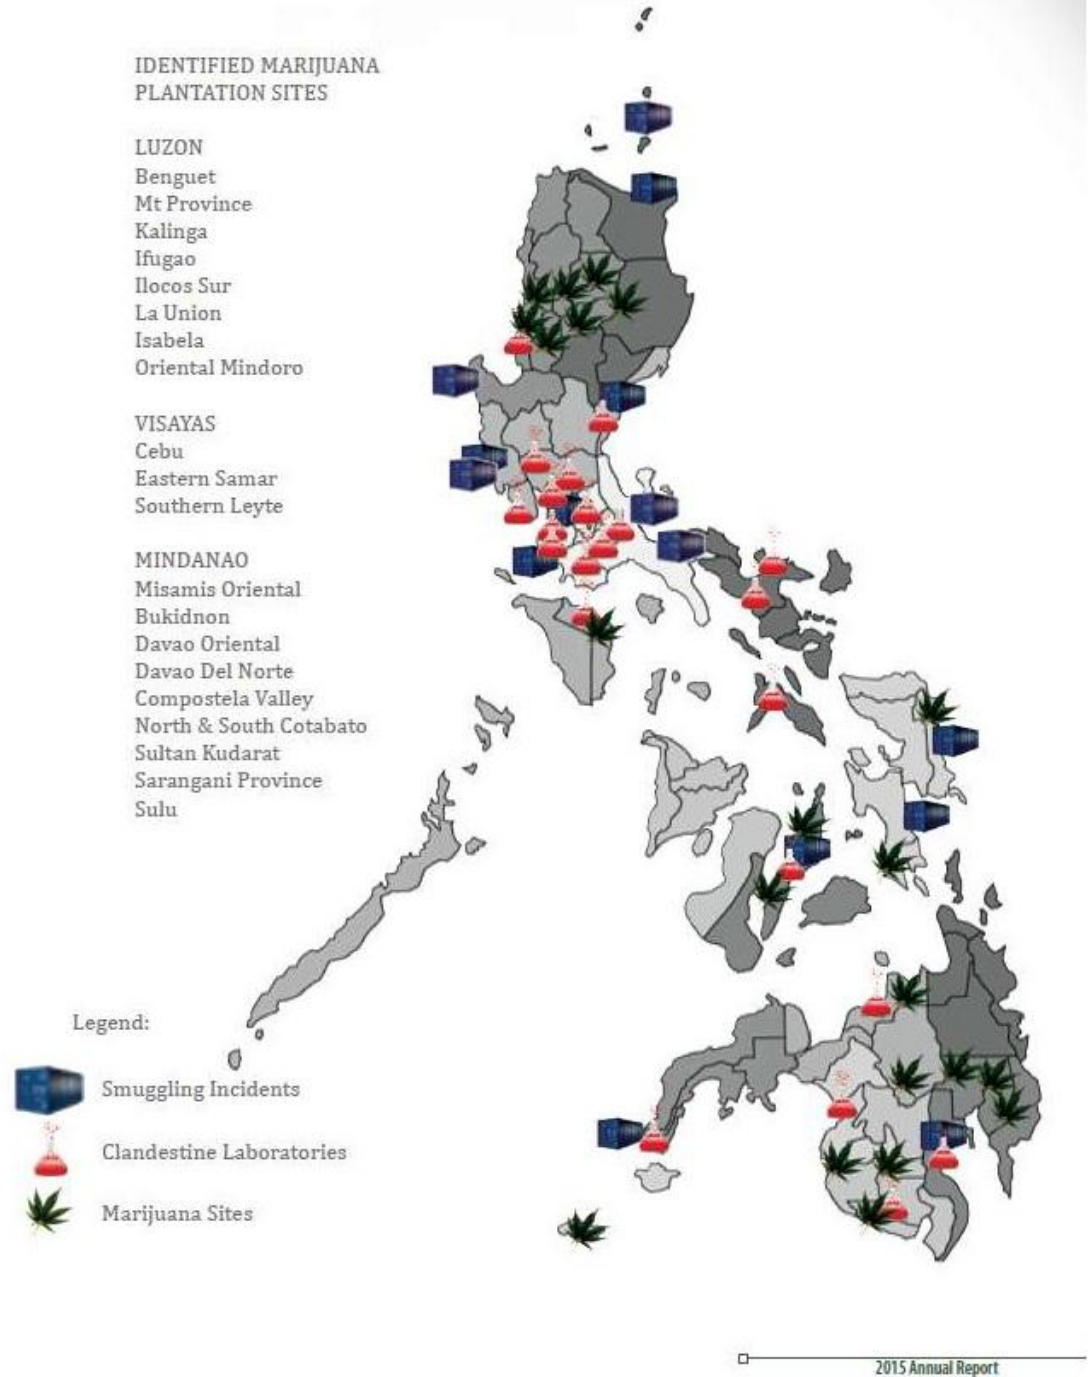 IDENTIFIED MARIJUANA
PLANTATION SITES
LUZON
Benguet
Mt Province
Kalinga
Ifugao
Ilocos Sur
La Union
Isabela
Oriental Mindoro
VISAYAS
Cebu
Eastern Samar
Southern Leyte
MINDANAO
Misamis Oriental
Bukidnon
Davao Oriental
Davao Del Norte
Compostela Valley
North & South Cotabato
Sultan Kudarat
Sarangani Province
Sulu
Legend:
Smuggling Incidents
Clandestine Laboratories
Marijuana Sites
2015 Annual Report